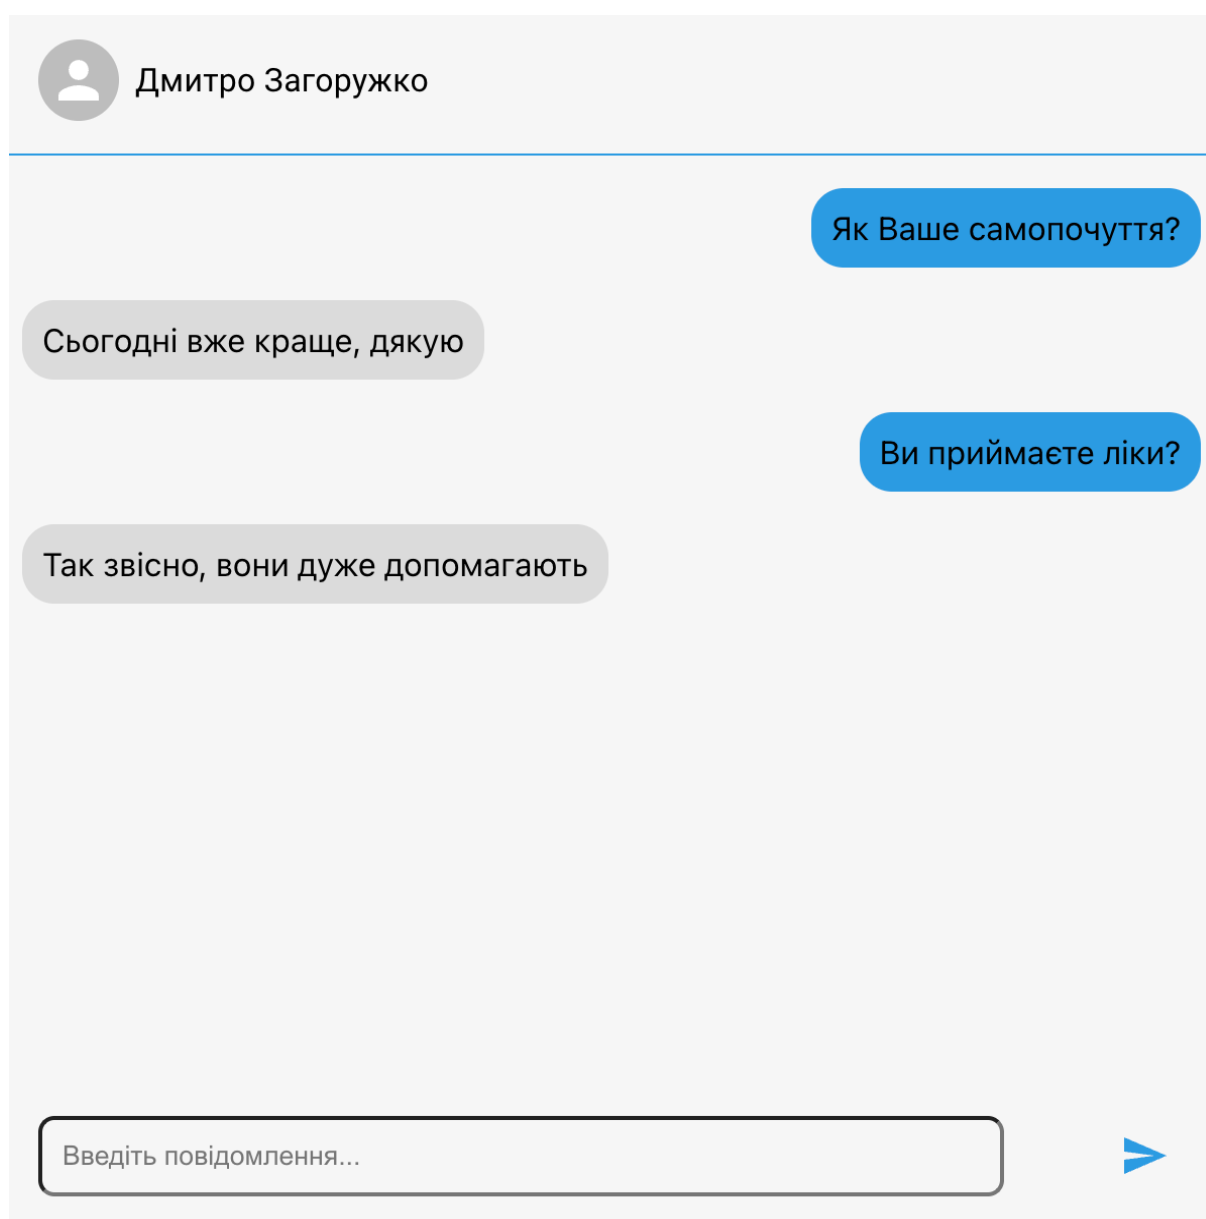 Дмитро Загоружко
Як Ваше самопочуття?
Сьогодні вже краще, дякую
Ви приймаєте ліки?
Так звісно, вони дуже допомагають
Введіть повідомлення...